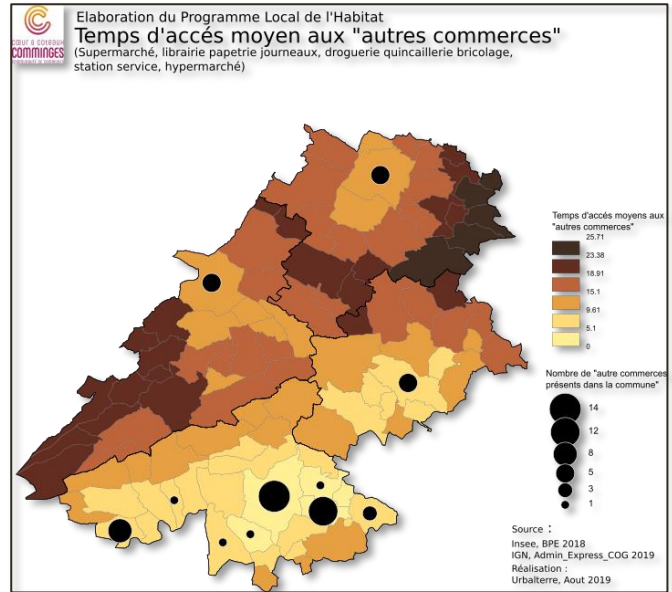 Elaboration du Programme Local de l'Habitat
Temps d'accés moyen aux "autres commerces"
(Supermarché, librairie papetrie journeaux, droguerie quincaillerie bricolage,
station service, hypermarché)
cœur & coteaux
COMMINGES
Temps d'accés moyens aux
"autres commerces"
25.71
23.38
18.91
15.1
9.61
5.1
0
Nombre de "autre commerces
présents dans la commune"
14
12
8
5
3
1
Source :
Insee, BPE 2018
IGN, Admin_Express_COG 2019
Réalisation :
Urbalterre, Aout 2019